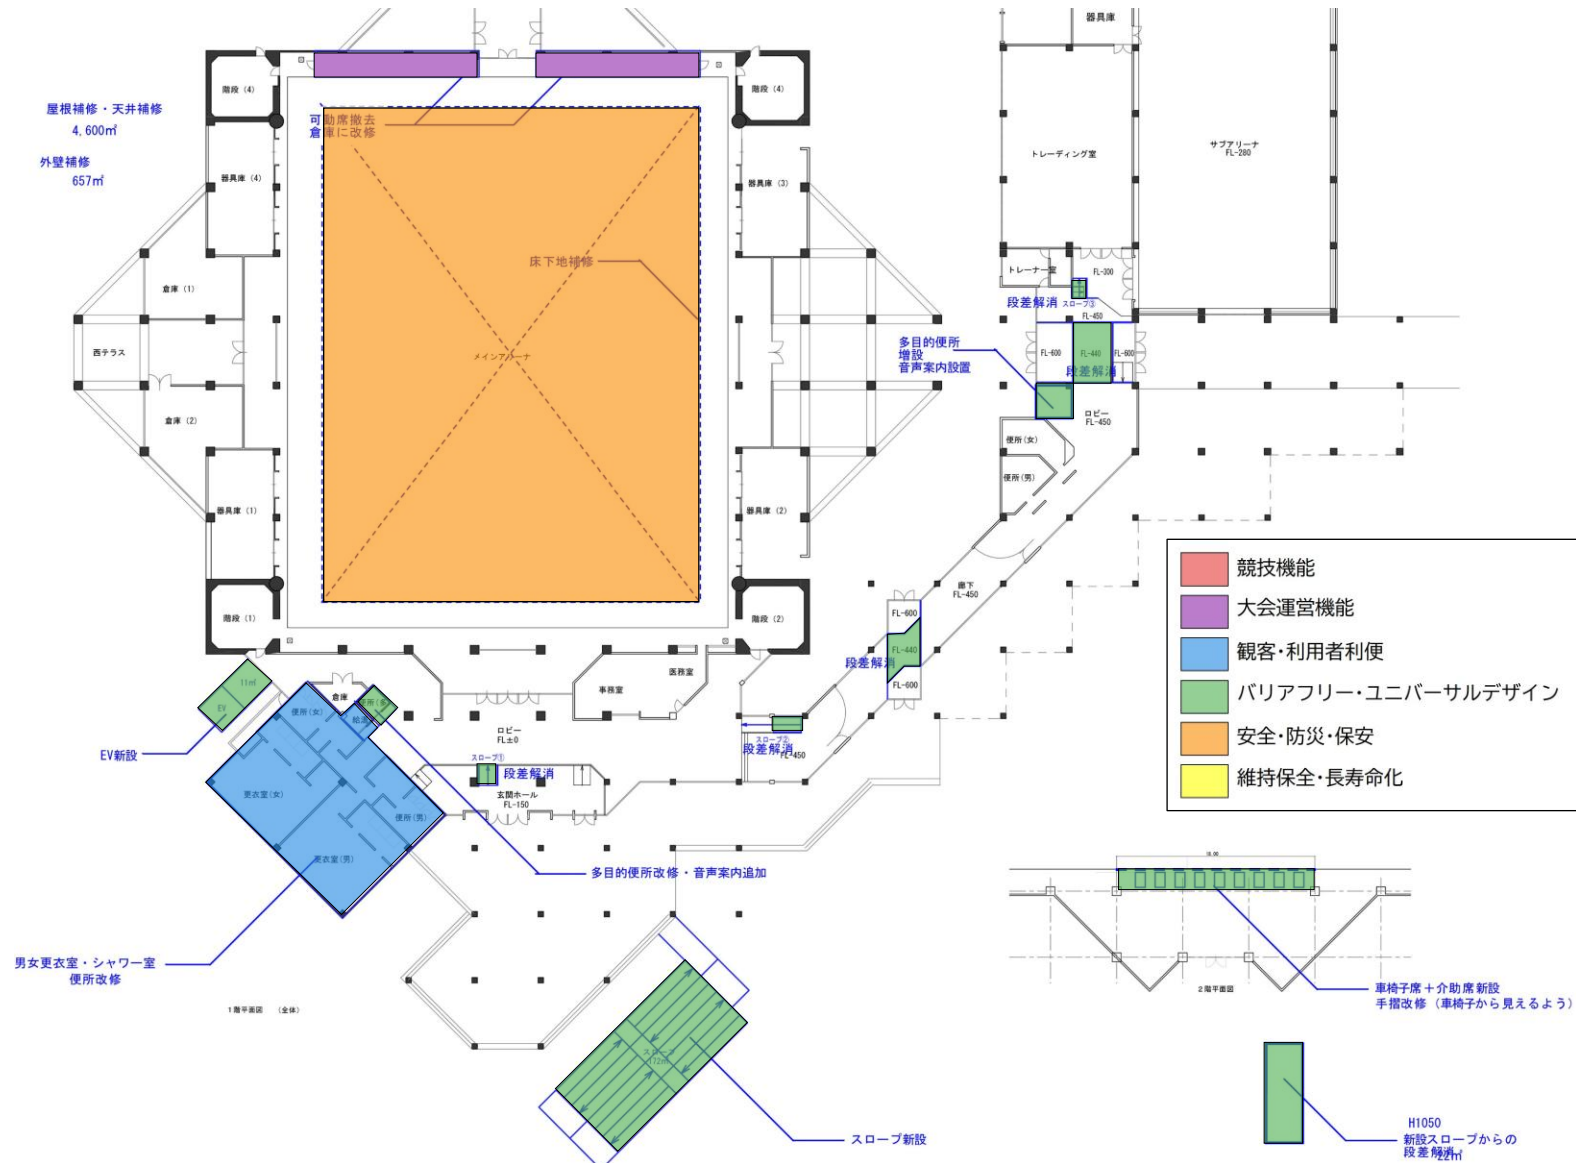 器具庫
階段（4）
階段（4）
屋根補修・天井補修
4,600㎡
外壁補修
657㎡
可動席撤去
倉庫に改修
器具庫（4）
器具庫（3）
トレーディング室
サブアリーナ
FL-280
床下地補修
倉庫（1）
トレーナー室
FL-300
段差解消
スロープ③
FL-450
西テラス
メインアリーナ
多目的便所
増設
音声案内設置
FL-600
FL-440
FL-600
段差解消
倉庫（2）
ロビー
FL-450
便所(女)
便所(男)
器具庫（1）
器具庫（2）
廊下
FL-450
階段（1）
階段（2）
FL-600
FL-440
段差解消
FL-600
競技機能
大会運営機能
観客・利用者利便
バリアフリー・ユニバーサルデザイン
安全・防災・保安
維持保全・長寿命化
11㎡
EV
EV新設
倉庫
便所(女)
給湯
事務室
医務室
ロビー
FL±0
スロープ①
段差解消
玄関ホール
FL-150
スロープ②
段差解消
FL-450
更衣室(女)
便所(男)
更衣室(男)
多目的便所改修・音声案内追加
男女更衣室・シャワー室
便所改修
1階平面図　（全体）
スロープ
172㎡
スロープ新設
2階平面図
車椅子席＋介助席新設
手摺改修（車椅子から見えるよう）
H1050
新設スロープからの
段差解消
22㎡